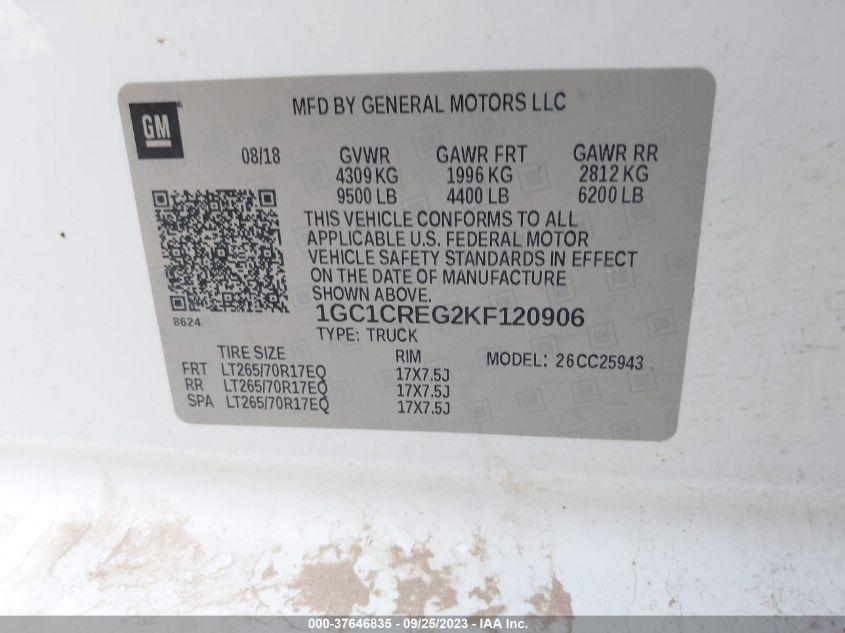 MFD BY GENERAL MOTORS LLC
GM
08/18 GVWR GAWR FRT GAWR RR
4309 KG 1996 KG 2812 KG
9500 LB 4400 LB 6200 LB
THIS VEHICLE CONFORMS TO ALL
APPLICABLE U.S. FEDERAL MOTOR
VEHICLE SAFETY STANDARDS IN EFFECT
ON THE DATE OF MANUFACTURE
SHOWN ABOVE.
8624 1GC1CREG2KF120906
TYPE: TRUCK
TIRE SIZE RIM MODEL: 26CC25943
FRT LT265/70R17EQ 17X7.5J
RR LT265/70R17EQ 17X7.5J
SPA LT265/70R17EQ 17X7.5J
000-37646835 - 09/25/2023 - IAA Inc.